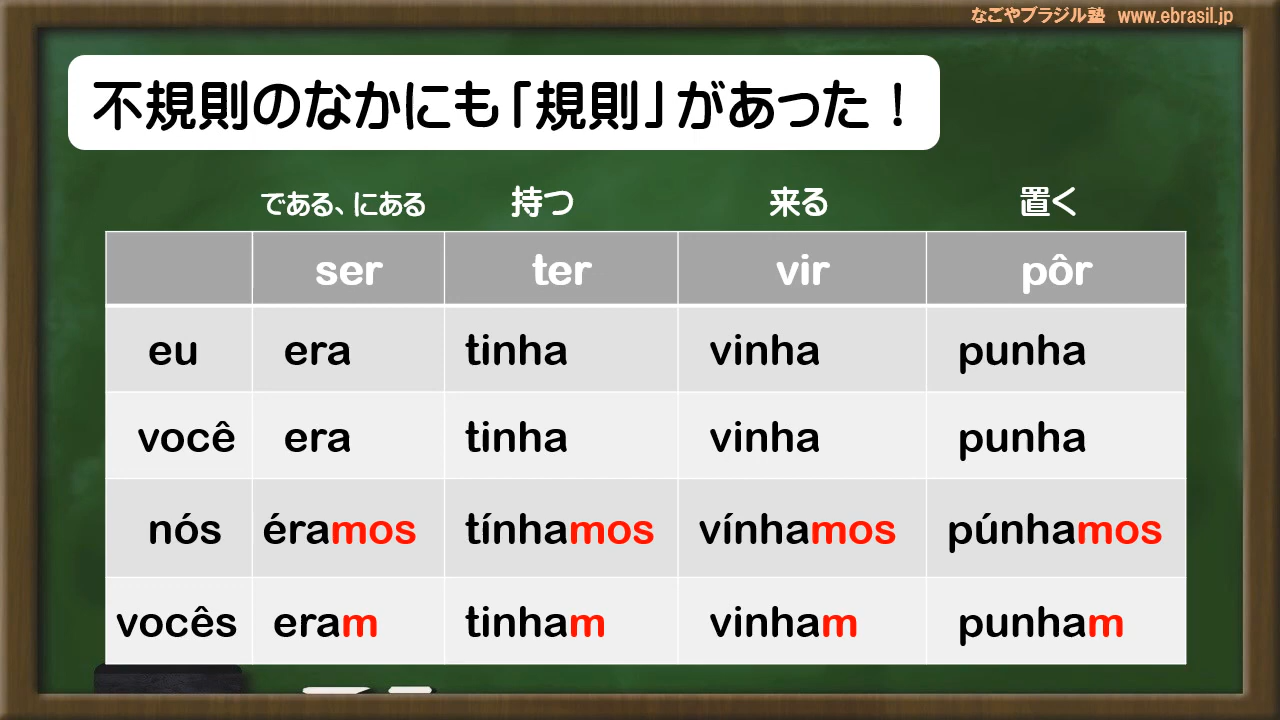 なごやブラジル塾 www.ebrasil.jp
不規則のなかにも「規則」があった！
である、にある 持つ 来る 置く
ser ter vir pôr
eu era tinha vinha punha
você era tinha vinha punha
nós éramos tínhamos vínhamos púnhamos
vocês eram tinham vinham punham